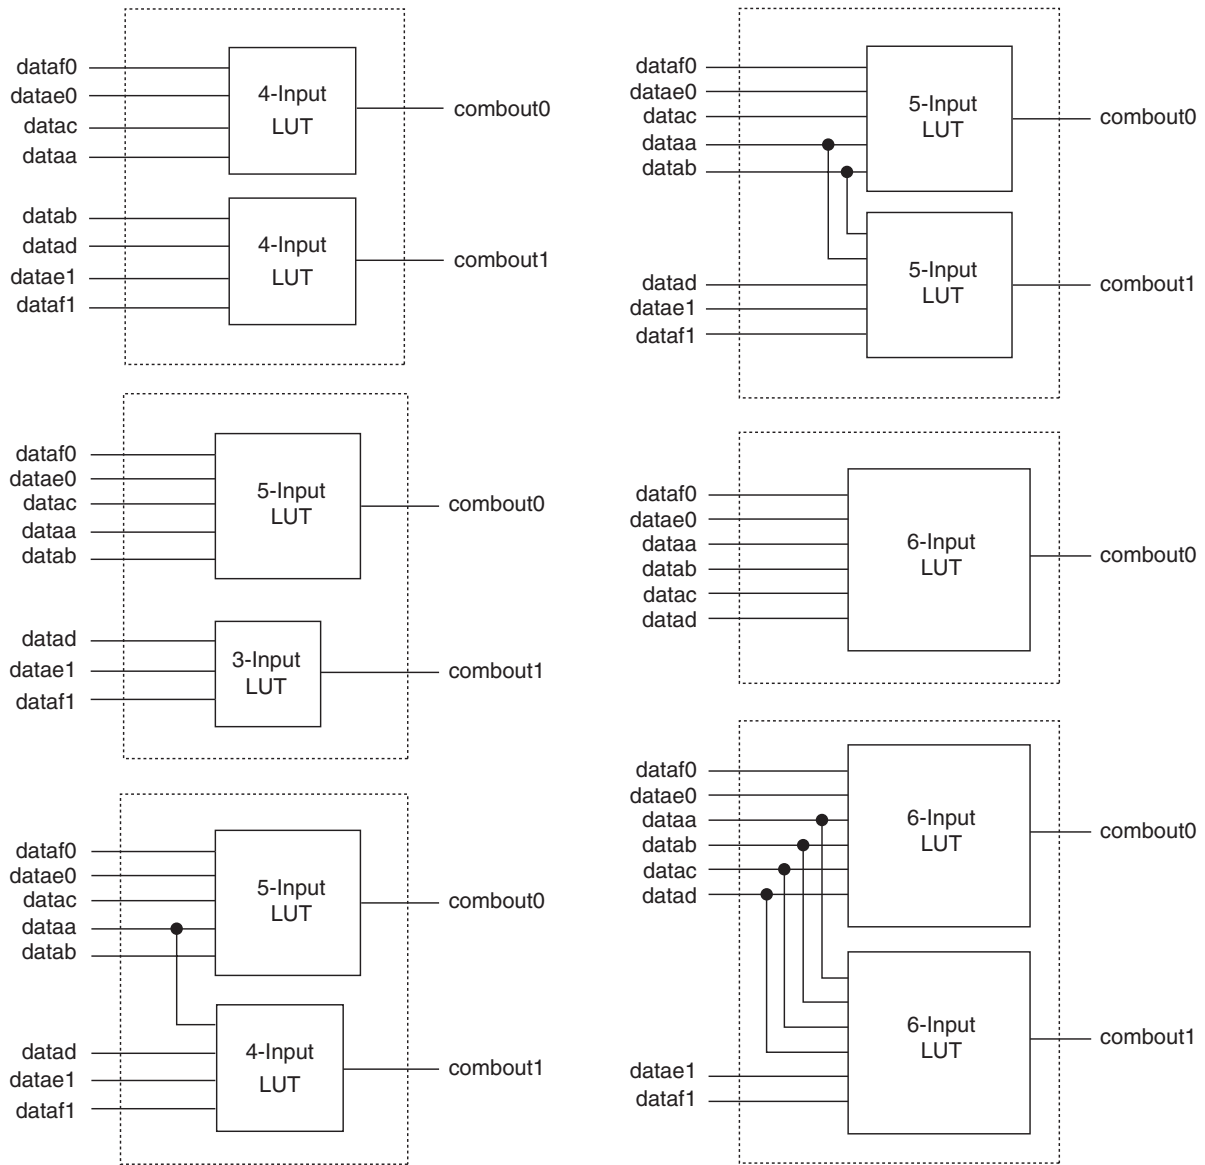 dataf0
datae0
datac
dataa
4-Input
LUT
combout0
datab
datad
datae1
dataf1
4-Input
LUT
combout1
dataf0
datae0
datac
dataa
datab
5-Input
LUT
combout0
datad
datae1
dataf1
3-Input
LUT
combout1
dataf0
datae0
datac
dataa
datab
5-Input
LUT
combout0
datad
datae1
dataf1
4-Input
LUT
combout1
dataf0
datae0
datac
dataa
datab
5-Input
LUT
combout0
datad
datae1
dataf1
5-Input
LUT
combout1
dataf0
datae0
dataa
datab
datac
datad
6-Input
LUT
combout0
dataf0
datae0
dataa
datab
datac
datad
6-Input
LUT
combout0
datae1
dataf1
6-Input
LUT
combout1